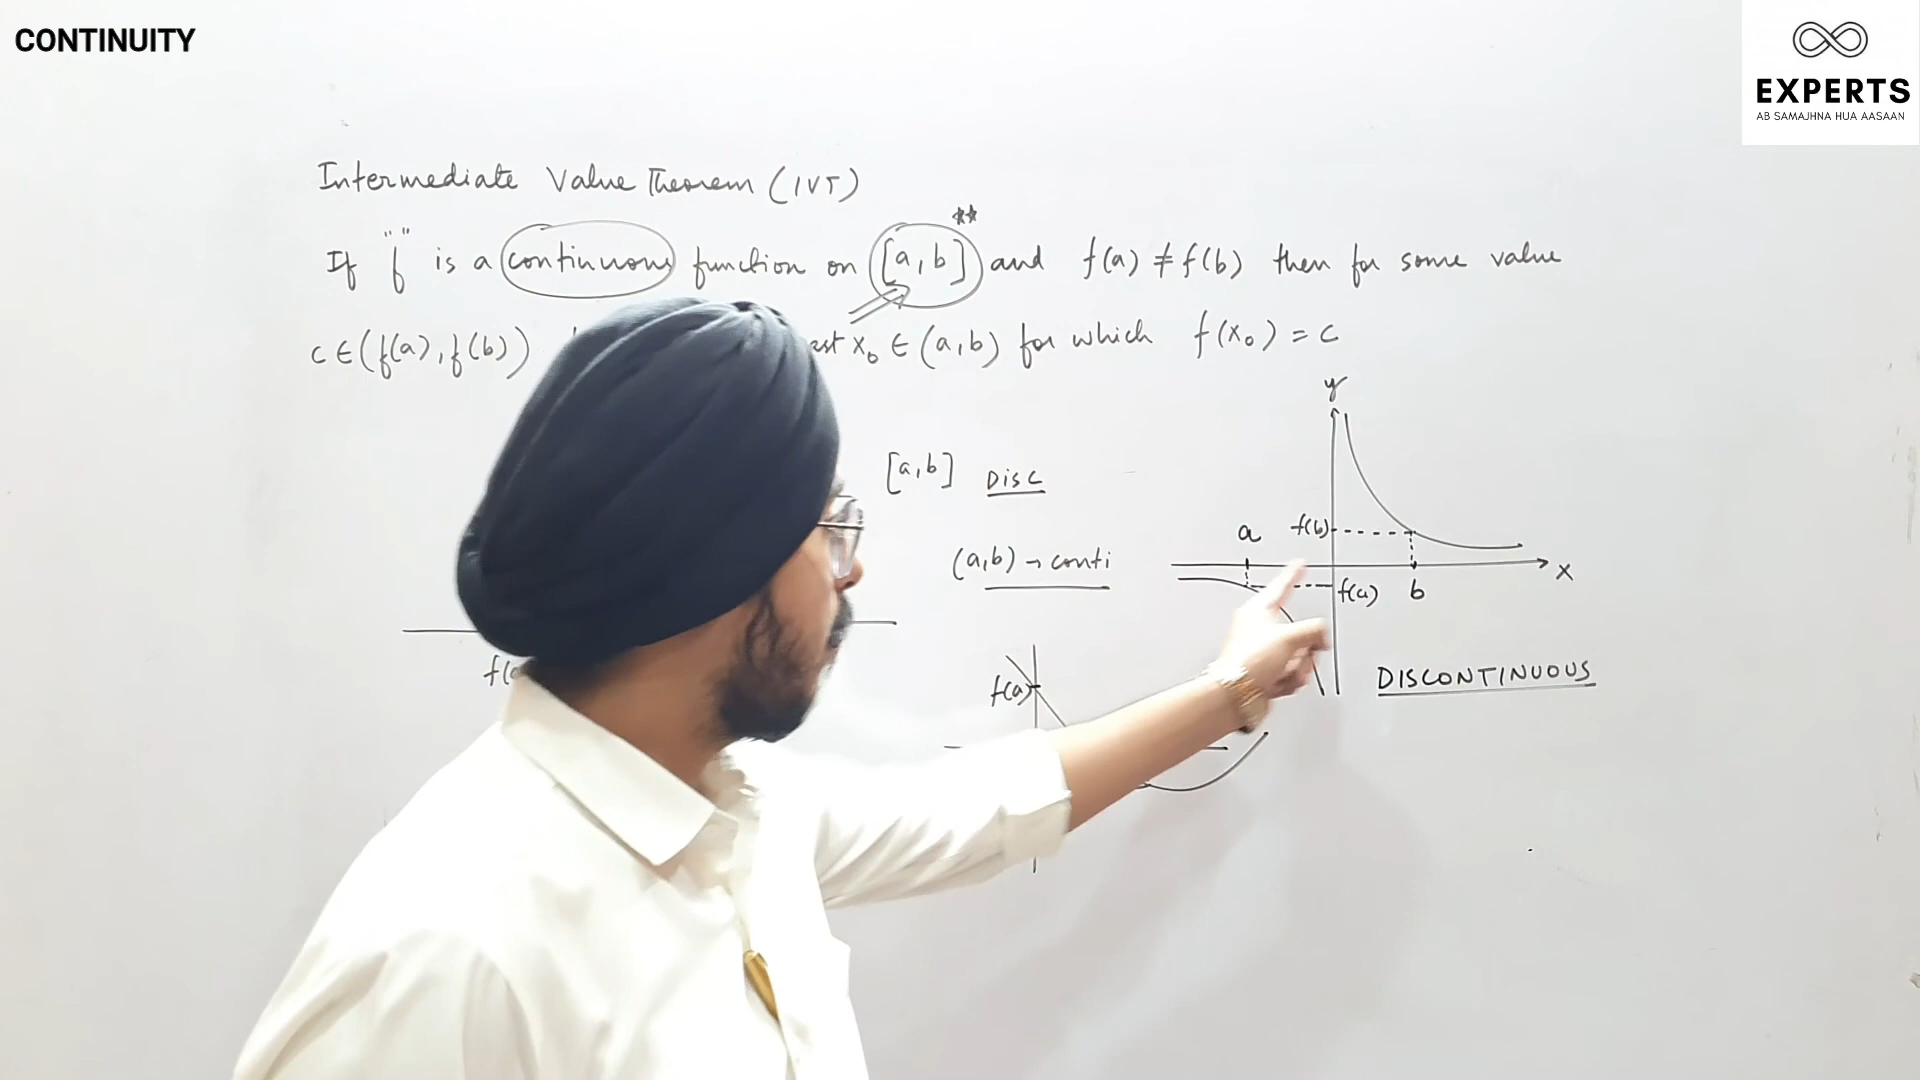 CONTINUITY
EXPERTS
AB SAMAJHNA HUA AASAAN
Intermediate Value Theorem (IVT)
If "f" is a continuous function on [a,b]** and f(a) ≠ f(b) then for some value
c ∈ (f(a), f(b)) x₀ ∈ (a,b) for which f(x₀) = c
[a,b] DISC
(a,b) → conti
y
a
f(b)
x
f(a)
b
DISCONTINUOUS
f(a)